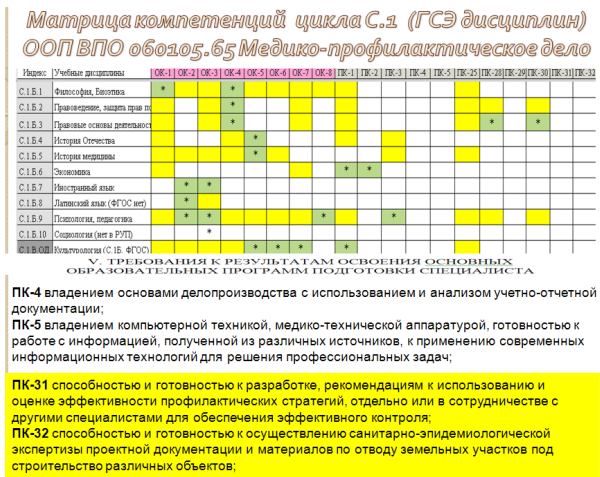 Матрица компетенций цикла С.1 (ГСЭ дисциплин)
ООП ВПО 060105.65 Медико-профилактическое дело
Индекс Учебные дисциплины ОК-1 ОК-2 ОК-3 ОК-4 ОК-5 ОК-6 ОК-7 ОК-8 ПК-1 ПК-2 ПК-3 ПК-4 ПК-5 ПК-25 ПК-28 ПК-29 ПК-30 ПК-31 ПК-32
С.1.Б.1 Философия, Биоэтика * *
С.1.Б.2 Правоведение, защита прав по *
С.1.Б.3 Правовые основы деятельност * * *
С.1.Б.4 История Отечества *
С.1.Б.5 История медицины *
С.1.Б.6 Экономика * *
С.1.Б.7 Иностранный язык * *
С.1.Б.8 Латинский язык (ФГОС нет) *
С.1.Б.9 Психология, педагогика * * * *
С.1.Б.10 Социология (нет в РУП) *
С.1.В.ОД Культурология (С.1Б. ФГОС) * * * *
V. ТРЕБОВАНИЯ К РЕЗУЛЬТАТАМ ОСВОЕНИЯ ОСНОВНЫХ
ОБРАЗОВАТЕЛЬНЫХ ПРОГРАММ ПОДГОТОВКИ СПЕЦИАЛИСТА
ПК-4 владением основами делопроизводства с использованием и анализом учетно-отчетной
документации;
ПК-5 владением компьютерной техникой, медико-технической аппаратурой, готовностью к
работе с информацией, полученной из различных источников, к применению современных
информационных технологий для решения профессиональных задач;
ПК-31 способностью и готовностью к разработке, рекомендациям к использованию и
оценке эффективности профилактических стратегий, отдельно или в сотрудничестве с
другими специалистами для обеспечения эффективного контроля;
ПК-32 способностью и готовностью к осуществлению санитарно-эпидемиологической
экспертизы проектной документации и материалов по отводу земельных участков под
строительство различных объектов;